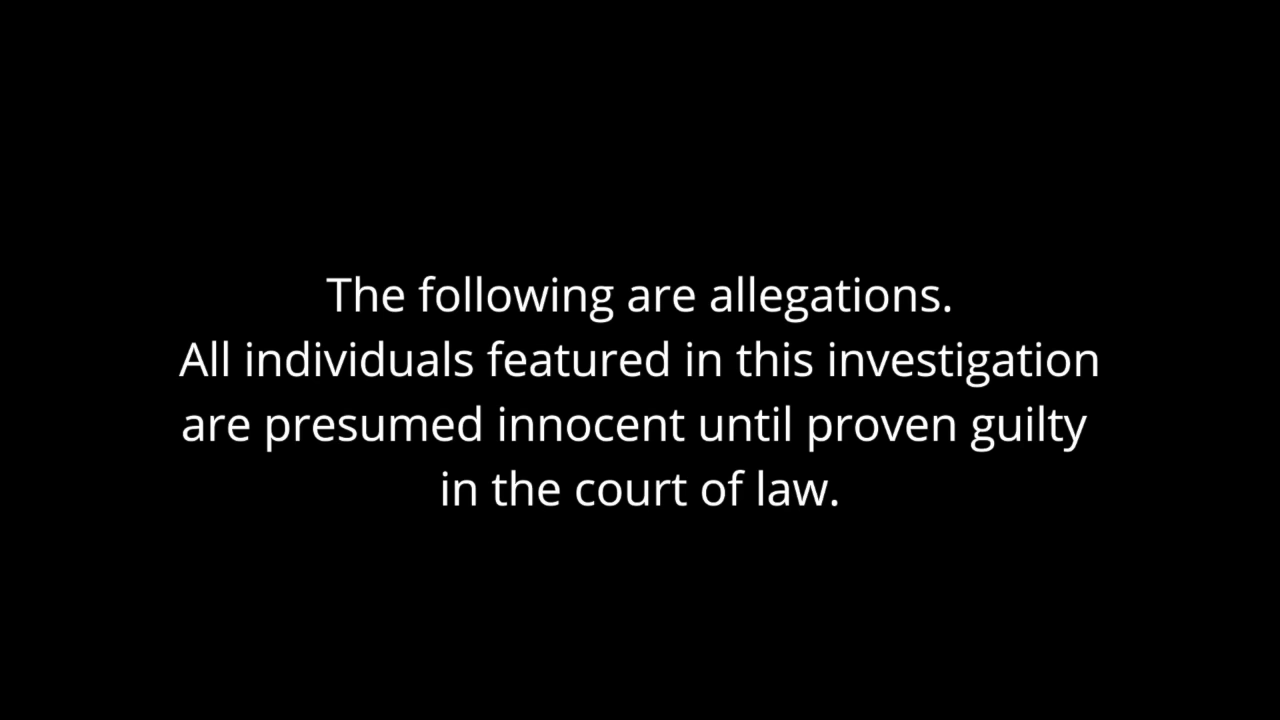 The following are allegations.
All individuals featured in this investigation
are presumed innocent until proven guilty
in the court of law.